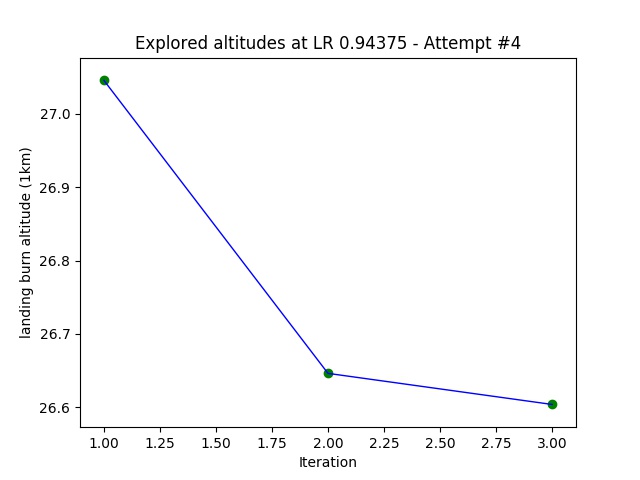 Explored altitudes at LR 0.94375 - Attempt #4
landing burn altitude (1km)
27.0
26.9
26.8
26.7
26.6
1.00 1.25 1.50 1.75 2.00 2.25 2.50 2.75 3.00
Iteration